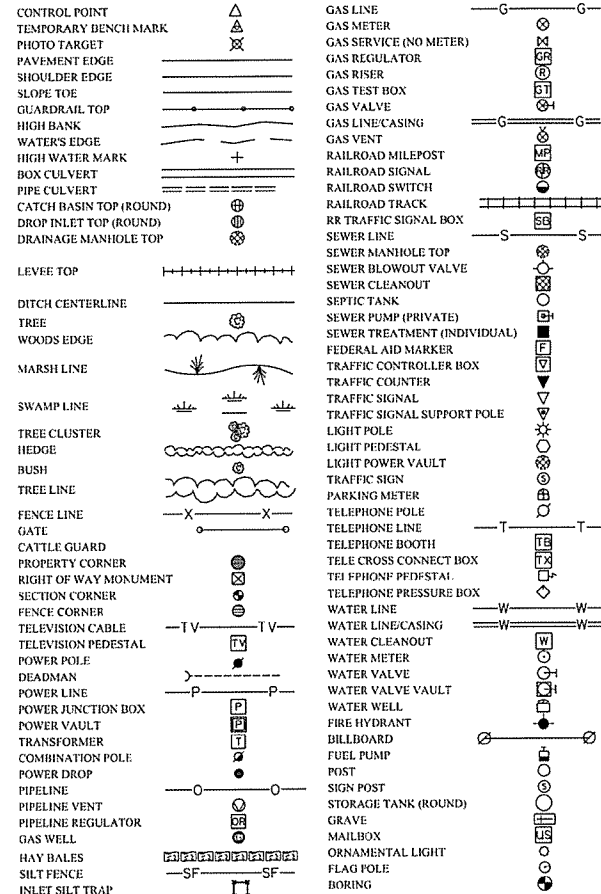 CONTROL POINT
TEMPORARY BENCH MARK
PHOTO TARGET
PAVEMENT EDGE
SHOULDER EDGE
SLOPE TOE
GUARDRAIL TOP
HIGH BANK
WATER'S EDGE
HIGH WATER MARK
BOX CULVERT
PIPE CULVERT
CATCH BASIN TOP (ROUND)
DROP INLET TOP (ROUND)
DRAINAGE MANHOLE TOP
LEVEE TOP
DITCH CENTERLINE
TREE
WOODS EDGE
MARSH LINE
SWAMP LINE
TREE CLUSTER
HEDGE
BUSH
TREE LINE
FENCE LINE X X
GATE
CATTLE GUARD
PROPERTY CORNER
RIGHT OF WAY MONUMENT
SECTION CORNER
FENCE CORNER
TELEVISION CABLE TV TV
TELEVISION PEDESTAL TV
POWER POLE
DEADMAN
POWER LINE P P
POWER JUNCTION BOX P
POWER VAULT P
TRANSFORMER T
COMBINATION POLE
POWER DROP
PIPELINE O O
PIPELINE VENT
PIPELINE REGULATOR OR
GAS WELL
HAY BALES
SILT FENCE SF SF
INLET SILT TRAP
GAS LINE G G
GAS METER
GAS SERVICE (NO METER)
GAS REGULATOR GR
GAS RISER R
GAS TEST BOX GT
GAS VALVE
GAS LINE/CASING G G
GAS VENT
RAILROAD MILEPOST MP
RAILROAD SIGNAL RR
RAILROAD SWITCH
RAILROAD TRACK
RR TRAFFIC SIGNAL BOX SB
SEWER LINE S S
SEWER MANHOLE TOP
SEWER BLOWOUT VALVE
SEWER CLEANOUT
SEPTIC TANK
SEWER PUMP (PRIVATE)
SEWER TREATMENT (INDIVIDUAL)
FEDERAL AID MARKER F
TRAFFIC CONTROLLER BOX
TRAFFIC COUNTER
TRAFFIC SIGNAL
TRAFFIC SIGNAL SUPPORT POLE
LIGHT POLE
LIGHT PEDESTAL
LIGHT POWER VAULT
TRAFFIC SIGN S
PARKING METER
TELEPHONE POLE
TELEPHONE LINE T T
TELEPHONE BOOTH TB
TELE CROSS CONNECT BOX TX
TELEPHONE PEDESTAL
TELEPHONE PRESSURE BOX
WATER LINE W W
WATER LINE/CASING W W
WATER CLEANOUT W
WATER METER
WATER VALVE
WATER VALVE VAULT
WATER WELL
FIRE HYDRANT
BILLBOARD
FUEL PUMP
POST
SIGN POST S
STORAGE TANK (ROUND)
GRAVE
MAILBOX US
ORNAMENTAL LIGHT
FLAG POLE
BORING